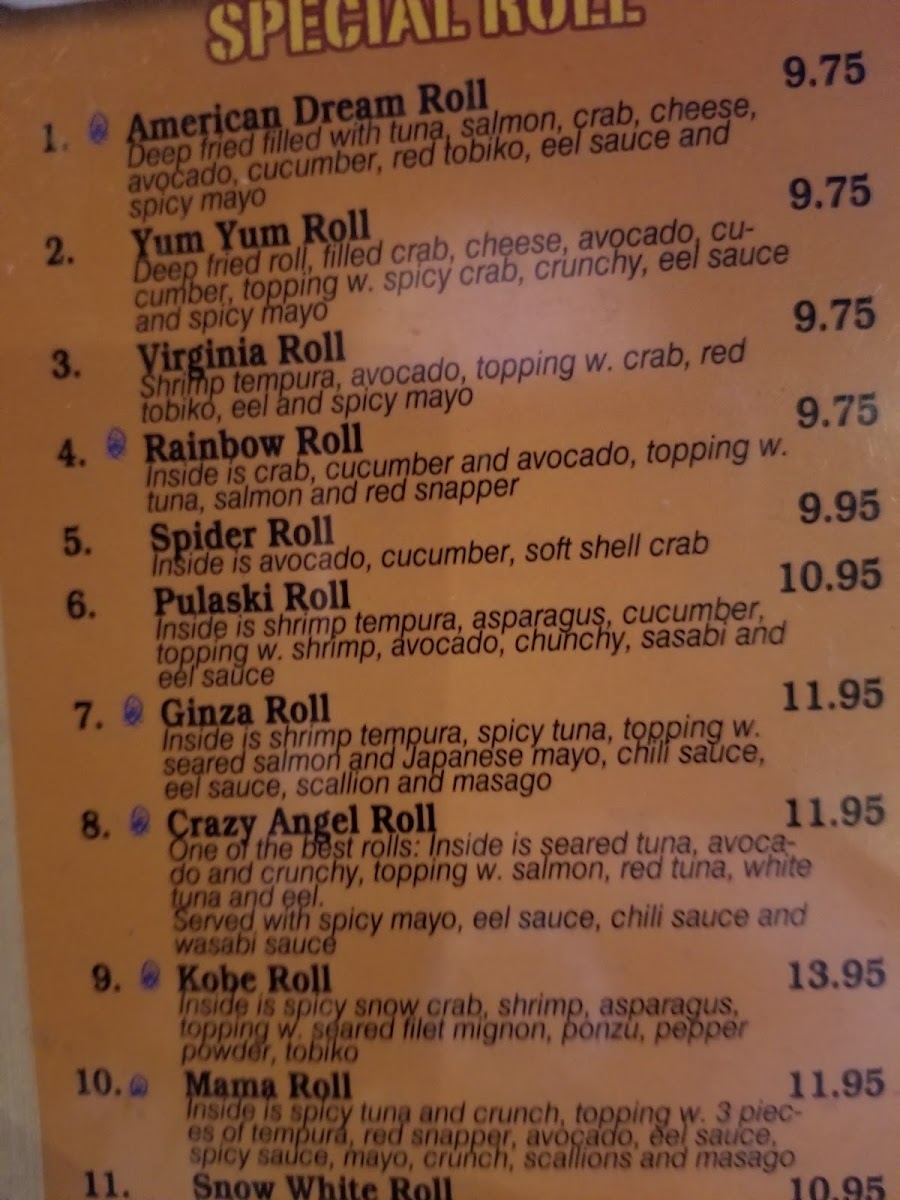 SPECIAL ROLL
1. American Dream Roll 9.75
Deep fried filled with tuna, salmon, crab, cheese,
avocado, cucumber, red tobiko, eel sauce and
spicy mayo
2. Yum Yum Roll 9.75
Deep fried roll, filled crab, cheese, avocado, cu-
cumber, topping w. spicy crab, crunchy, eel sauce
and spicy mayo
3. Virginia Roll 9.75
Shrimp tempura, avocado, topping w. crab, red
tobiko, eel and spicy mayo
4. Rainbow Roll 9.75
Inside is crab, cucumber and avocado, topping w.
tuna, salmon and red snapper
5. Spider Roll 9.95
Inside is avocado, cucumber, soft shell crab
6. Pulaski Roll 10.95
Inside is shrimp tempura, asparagus, cucumber,
topping w. shrimp, avocado, chunchy, sasabi and
eel sauce
7. Ginza Roll 11.95
Inside is shrimp tempura, spicy tuna, topping w.
seared salmon and Japanese mayo, chili sauce,
eel sauce, scallion and masago
8. Crazy Angel Roll 11.95
One of the best rolls: Inside is seared tuna, avoca-
do and crunchy, topping w. salmon, red tuna, white
tuna and eel.
Served with spicy mayo, eel sauce, chili sauce and
wasabi sauce
9. Kobe Roll 13.95
Inside is spicy snow crab, shrimp, asparagus,
topping w. seared filet mignon, ponzu, pepper
powder, tobiko
10. Mama Roll 11.95
Inside is spicy tuna and crunch, topping w. 3 piec-
es of tempura, red snapper, avocado, eel sauce,
spicy sauce, mayo, crunch, scallions and masago
11. Snow White Roll 10.95